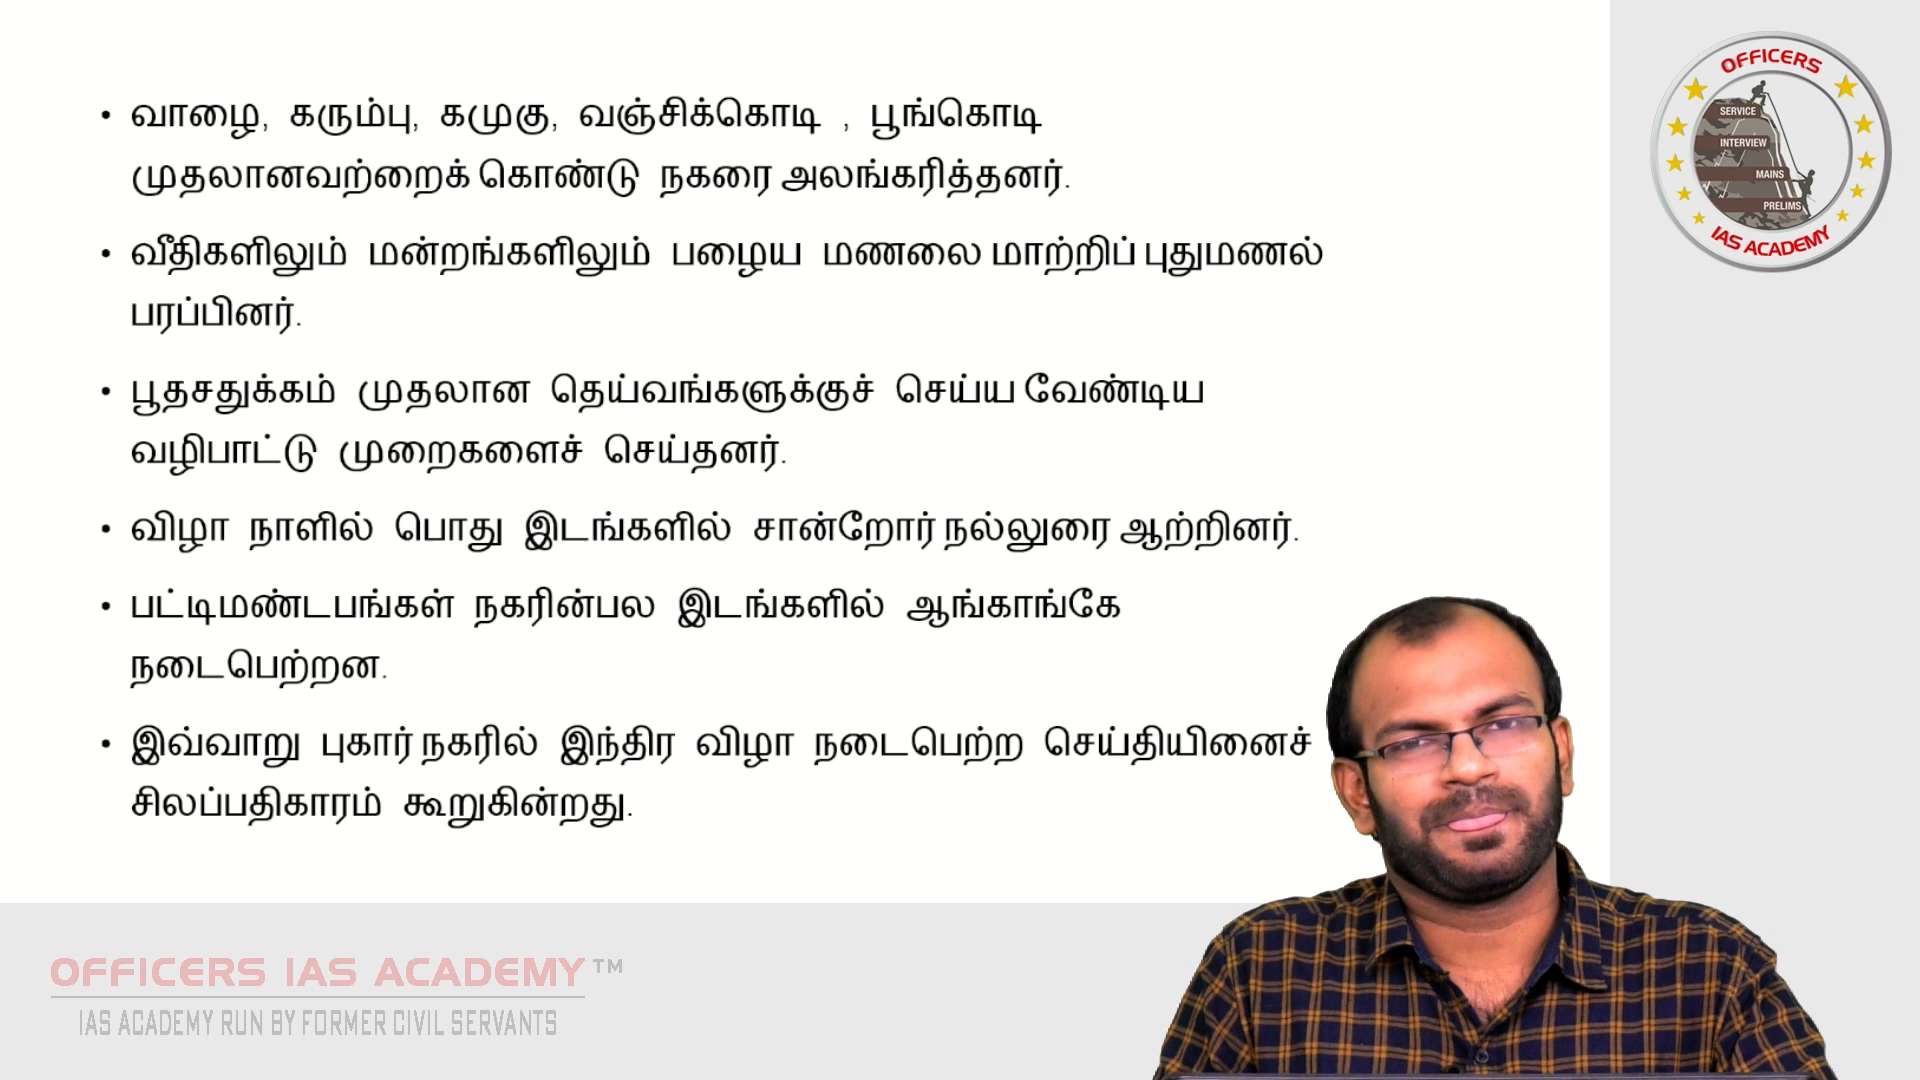 • வாழை, கரும்பு, கமுகு, வஞ்சிக்கொடி , பூங்கொடி
முதலானவற்றைக் கொண்டு நகரை அலங்கரித்தனர்.
• வீதிகளிலும் மன்றங்களிலும் பழைய மணலை மாற்றிப் புதுமணல்
பரப்பினர்.
• பூதசதுக்கம் முதலான தெய்வங்களுக்குச் செய்ய வேண்டிய
வழிபாட்டு முறைகளைச் செய்தனர்.
• விழா நாளில் பொது இடங்களில் சான்றோர் நல்லுரை ஆற்றினர்.
• பட்டிமண்டபங்கள் நகரின்பல இடங்களில் ஆங்காங்கே
நடைபெற்றன.
• இவ்வாறு புகார் நகரில் இந்திர விழா நடைபெற்ற செய்தியினைச்
சிலப்பதிகாரம் கூறுகின்றது.
OFFICERS
SERVICE
INTERVIEW
MAINS
PRELIMS
IAS ACADEMY
OFFICERS IAS ACADEMY™
IAS ACADEMY RUN BY FORMER CIVIL SERVANTS